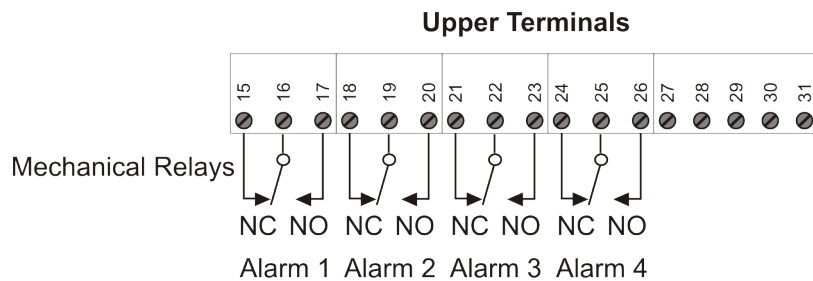 Upper Terminals
15 16 17 18 19 20 21 22 23 24 25 26 27 28 29 30 31
Mechanical Relays
NC NO NC NO NC NO NC NO
Alarm 1 Alarm 2 Alarm 3 Alarm 4